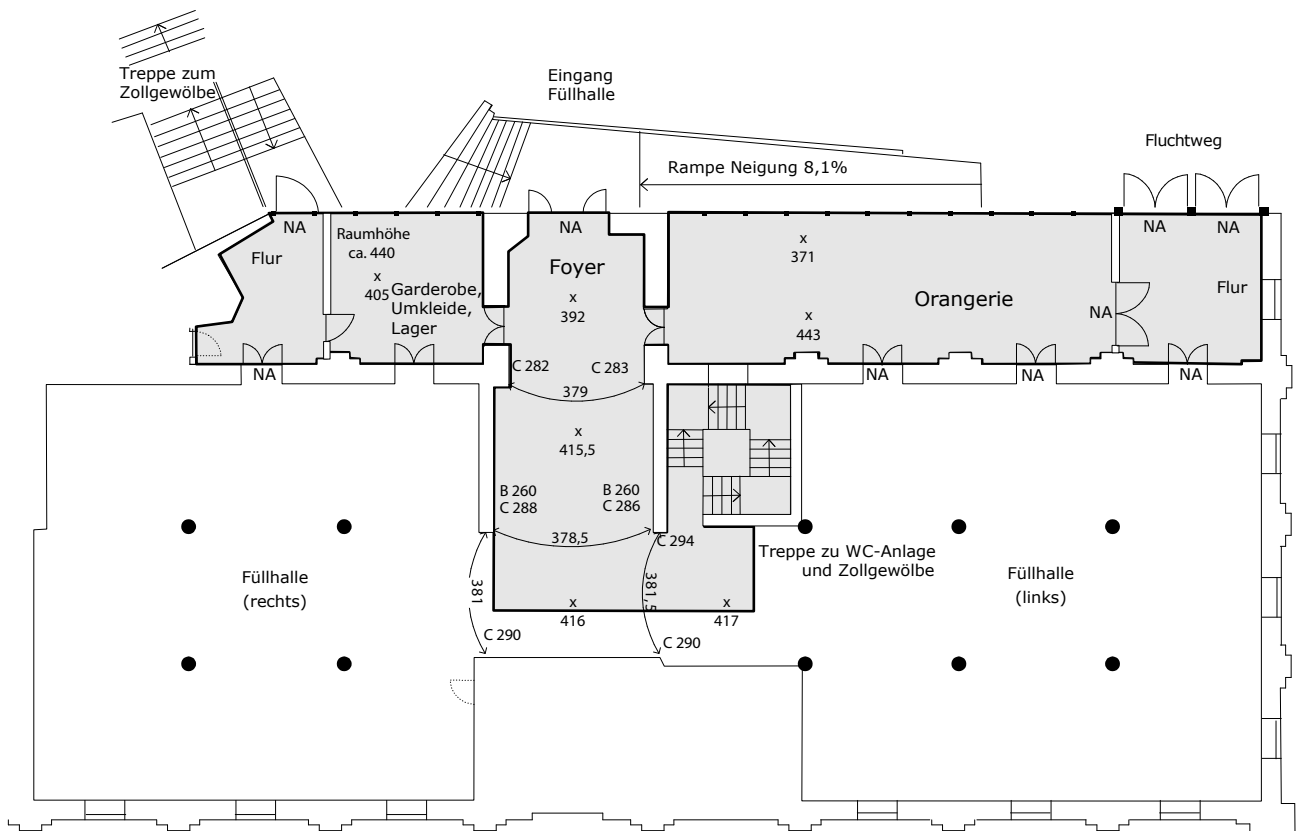 Treppe zum
Zollgewölbe
Eingang
Füllhalle
Fluchtweg
Rampe Neigung 8,1%
NA
Flur
Raumhöhe
ca. 440
x
405
Garderobe,
Umkleide,
Lager
NA
Foyer
x
392
x
371
x
443
Orangerie
NA
NA
NA
Flur
NA
C 282
C 283
379
NA
NA
NA
x
415,5
B 260
C 288
B 260
C 286
378,5
C 294
Treppe zu WC-Anlage
und Zollgewölbe
Füllhalle
(rechts)
381
381,5
Füllhalle
(links)
x
416
x
417
C 290
C 290